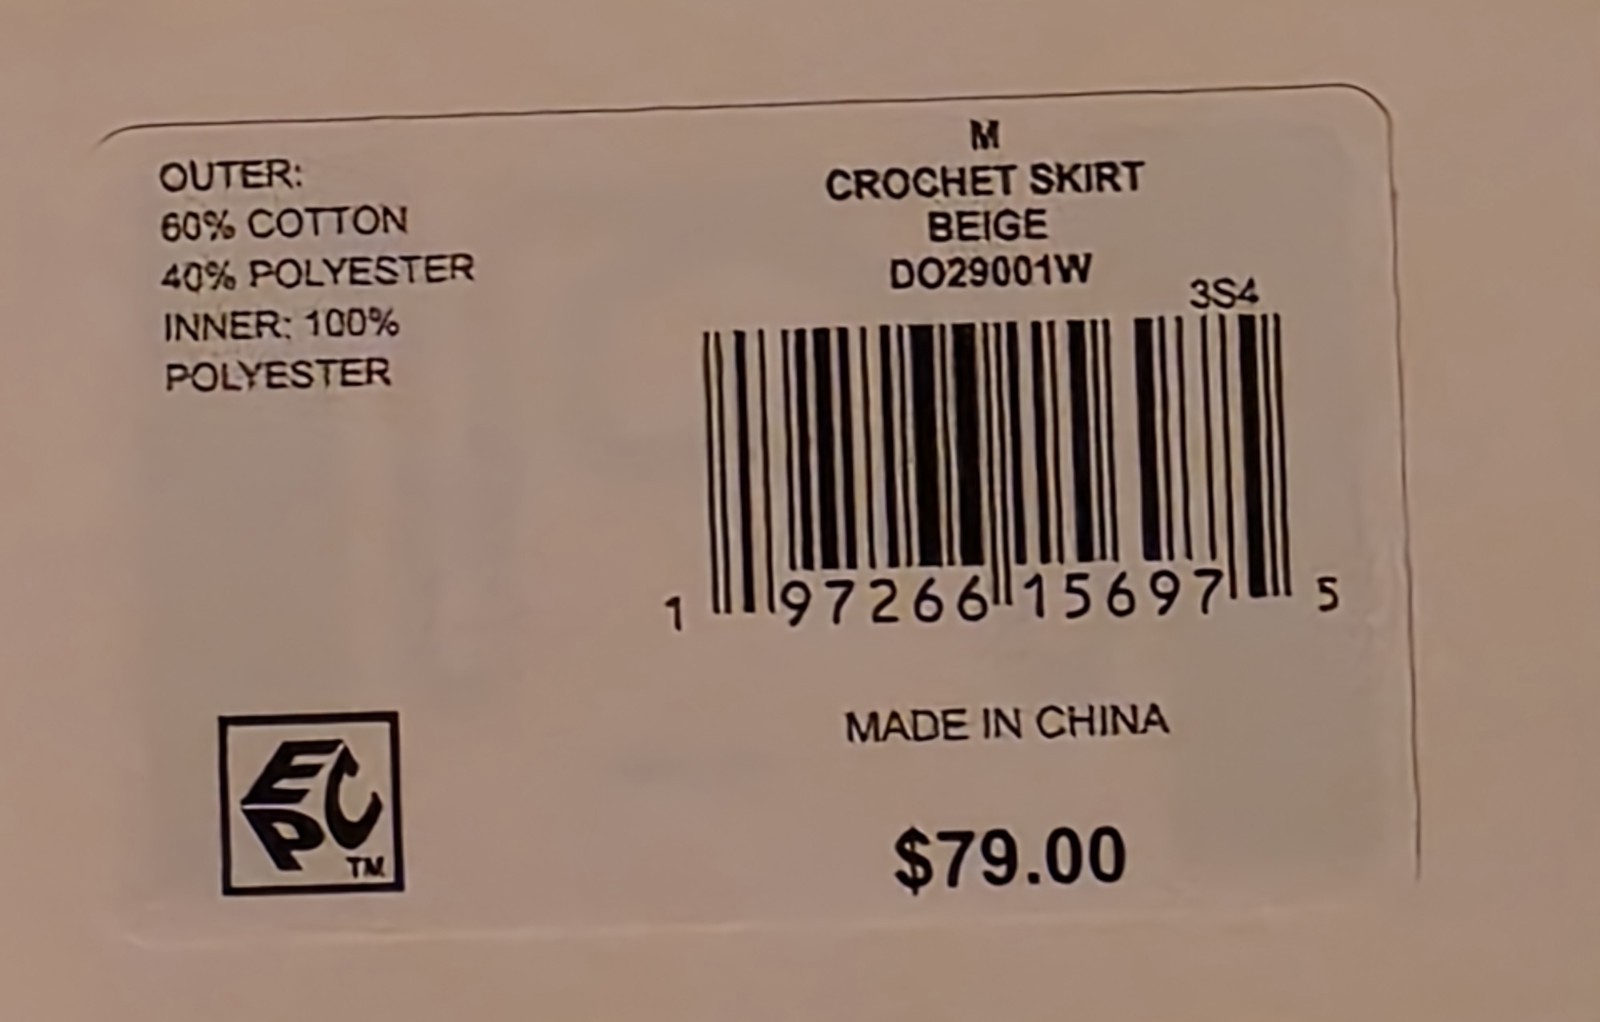 OUTER:
60% COTTON
40% POLYESTER
INNER: 100%
POLYESTER
M
CROCHET SKIRT
BEIGE
DO29001W
3S4
1 97266 15697 5
MADE IN CHINA
$79.00
EPC
TM